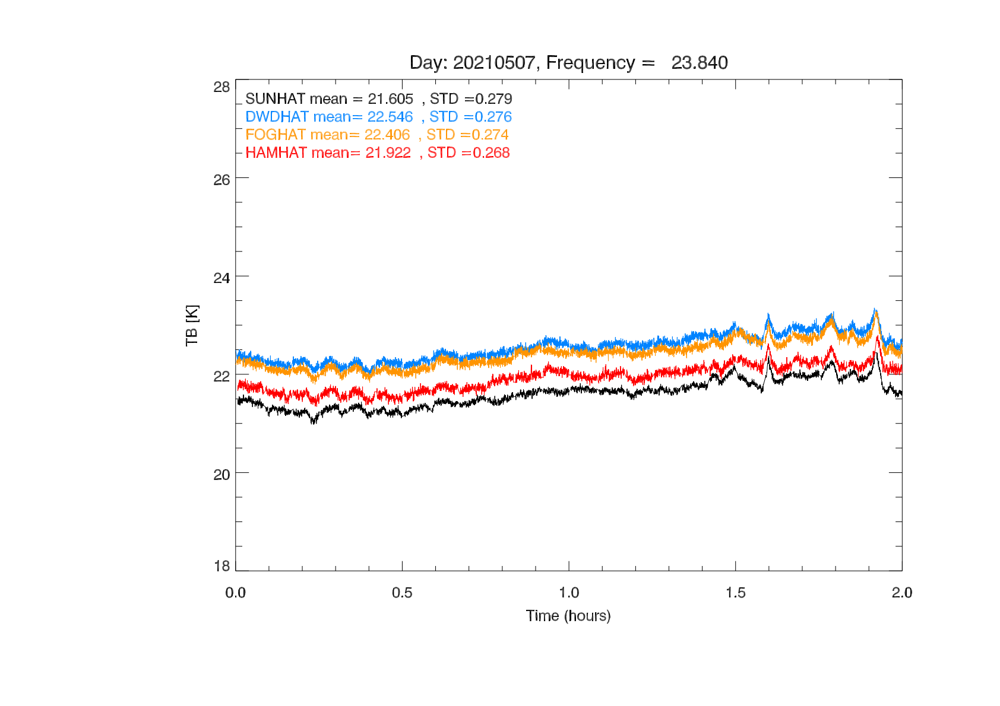 Day: 20210507, Frequency = 23.840
28
SUNHAT mean = 21.605 , STD =0.279
DWDHAT mean= 22.546 , STD =0.276
FOGHAT mean= 22.406 , STD =0.274
HAMHAT mean= 21.922 , STD =0.268
26
24
TB [K]
22
20
18
0.0 0.5 1.0 1.5 2.0
Time (hours)